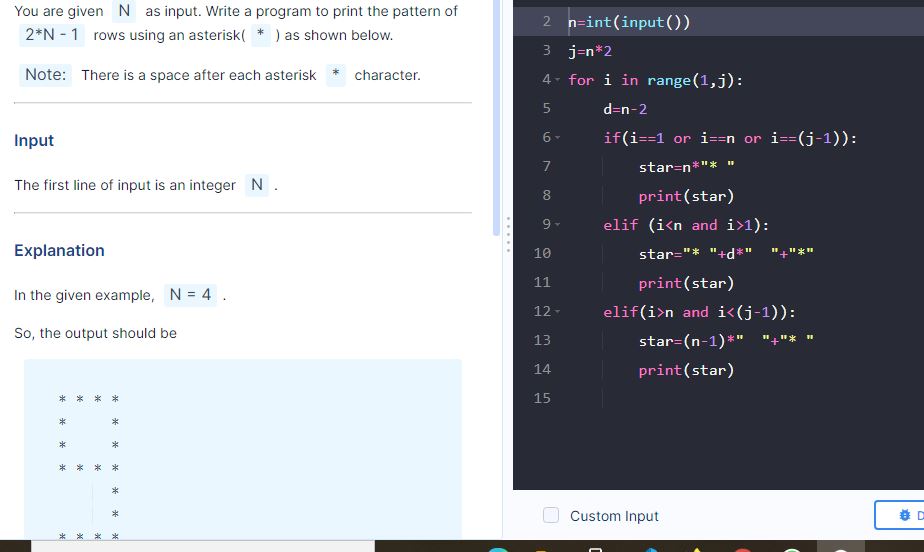 You are given N as input. Write a program to print the pattern of
2*N - 1 rows using an asterisk( * ) as shown below.
Note: There is a space after each asterisk * character.
Input
The first line of input is an integer N .
Explanation
In the given example, N = 4 .
So, the output should be
* * * *
*     *
*     *
* * * *
      *
      *
* * * *
2 n=int(input())
3 j=n*2
4 for i in range(1,j):
5     d=n-2
6     if(i==1 or i==n or i==(j-1)):
7         star=n*"* "
8         print(star)
9     elif (i<n and i>1):
10         star="* "+d*"  "+"*"
11         print(star)
12     elif(i>n and i<(j-1)):
13         star=(n-1)*"  "+"* "
14         print(star)
15
Custom Input